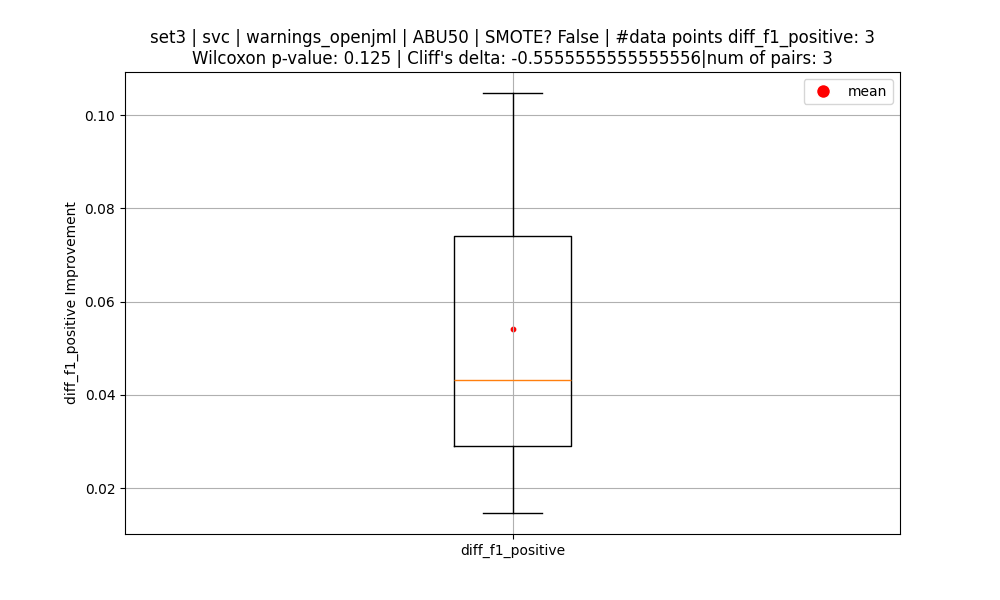 set3 | svc | warnings_openjml | ABU50 | SMOTE? False | #data points diff_f1_positive: 3
Wilcoxon p-value: 0.125 | Cliff's delta: -0.5555555555555556|num of pairs: 3
mean
0.10
0.08
0.06
0.04
0.02
diff_f1_positive Improvement
diff_f1_positive